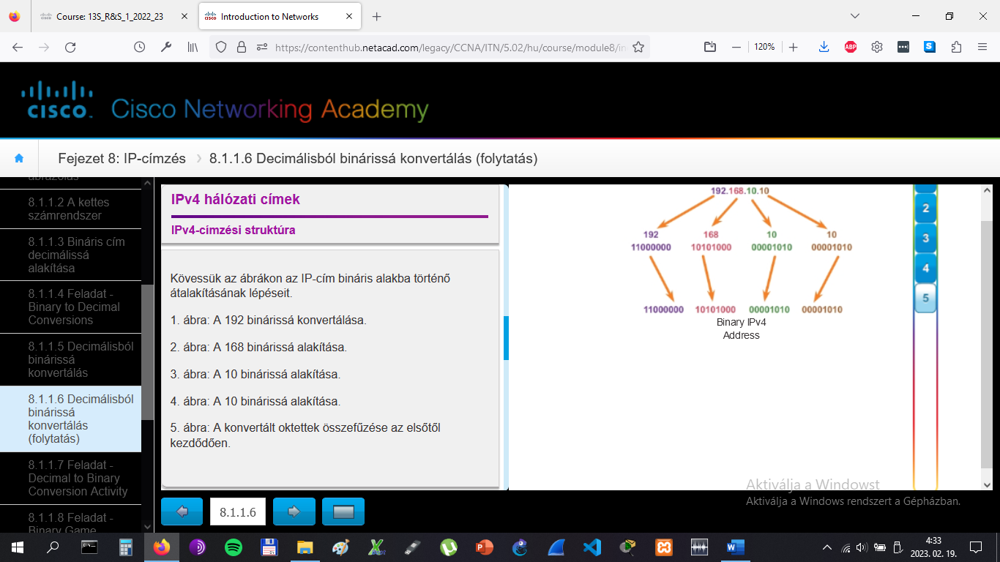 Course: 13S_R&S_1_2022_23
Introduction to Networks
https://contenthub.netacad.com/legacy/CCNA/ITN/5.02/hu/course/module8/in
120%
ABP
CISCO
Cisco Networking Academy
Fejezet 8: IP-címzés
8.1.1.6 Decimálisból binárissá konvertálás (folytatás)
8.1.1.2 A kettes
számrendszer
8.1.1.3 Bináris cím
decimálissá
alakítása
8.1.1.4 Feladat -
Binary to Decimal
Conversions
8.1.1.5 Decimálisból
binárissá
konvertálás
8.1.1.6 Decimálisból
binárissá
konvertálás
(folytatás)
8.1.1.7 Feladat -
Decimal to Binary
Conversion Activity
8.1.1.8 Feladat -
Binary Game
IPv4 hálózati címek
IPv4-címzési struktúra
Kövessük az ábrákon az IP-cím bináris alakba történő
átalakításának lépéseit.
1. ábra: A 192 binárissá konvertálása.
2. ábra: A 168 binárissá alakítása.
3. ábra: A 10 binárissá alakítása.
4. ábra: A 10 binárissá alakítása.
5. ábra: A konvertált oktettek összefűzése az elsőtől
kezdődően.
192.168.10.10
192 168 10 10
11000000 10101000 00001010 00001010
11000000 10101000 00001010 00001010
Binary IPv4
Address
2
3
4
5
8.1.1.6
Aktiválja a Windowst
Aktiválja a Windows rendszert a Gépházban.
4:33
2023. 02. 19.